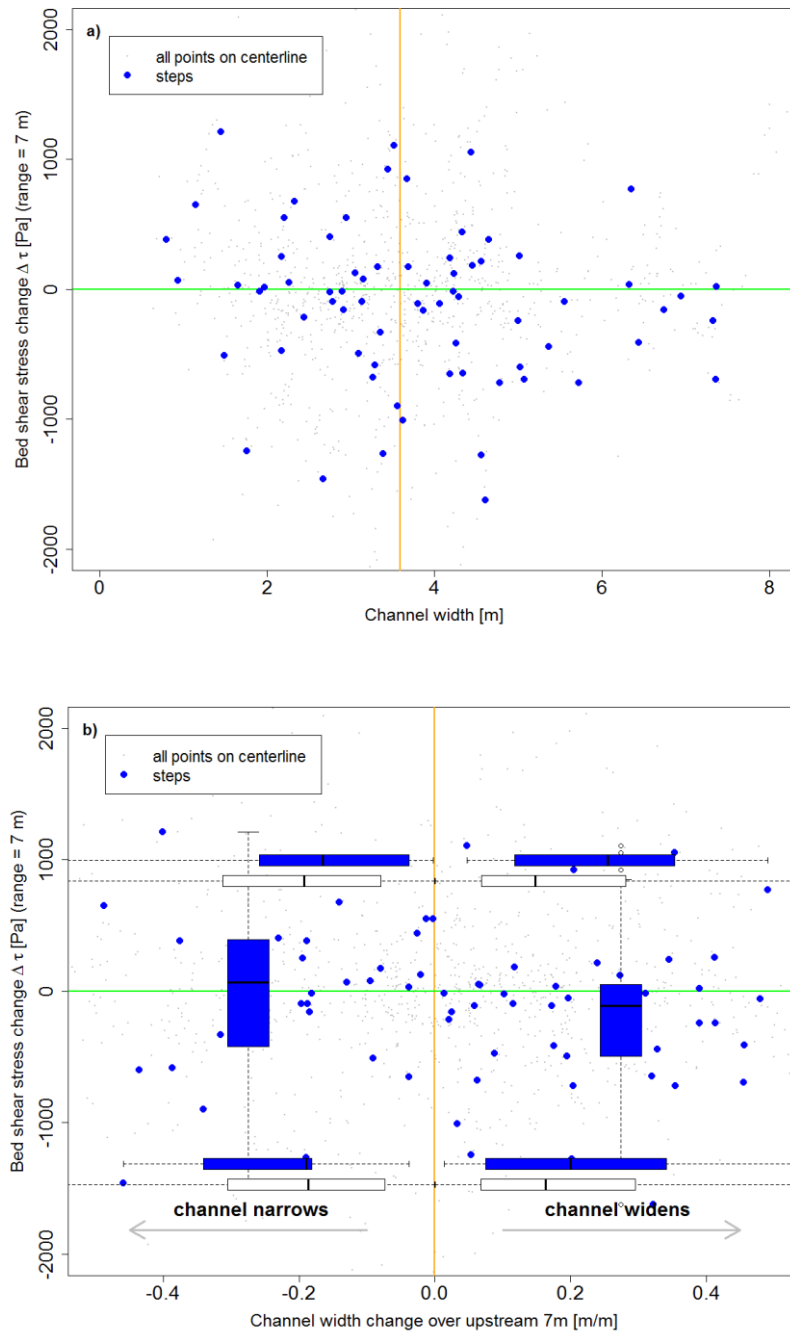 a)
all points on centerline
steps
Bed shear stress change Δ τ [Pa] (range = 7 m)
2000
1000
0
-1000
-2000
0 2 4 6 8
Channel width [m]
b)
all points on centerline
steps
Bed shear stress change Δ τ [Pa] (range = 7 m)
2000
1000
0
-1000
-2000
channel narrows channel widens
-0.4 -0.2 0.0 0.2 0.4
Channel width change over upstream 7m [m/m]